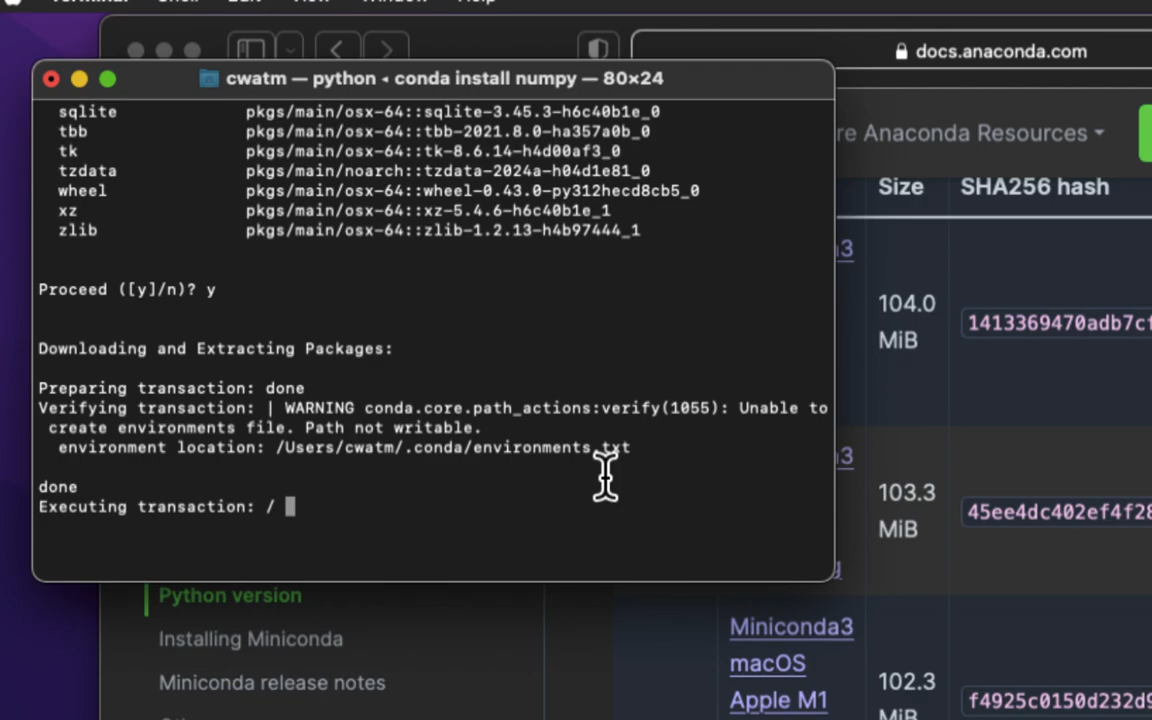 docs.anaconda.com
cwatm — python ◂ conda install numpy — 80×24
sqlite pkgs/main/osx-64::sqlite-3.45.3-h6c40b1e_0
tbb pkgs/main/osx-64::tbb-2021.8.0-ha357a0b_0
tk pkgs/main/osx-64::tk-8.6.14-h4d00af3_0
tzdata pkgs/main/noarch::tzdata-2024a-h04d1e81_0
wheel pkgs/main/osx-64::wheel-0.43.0-py312hecd8cb5_0
xz pkgs/main/osx-64::xz-5.4.6-h6c40b1e_1
zlib pkgs/main/osx-64::zlib-1.2.13-h4b97444_1
Proceed ([y]/n)? y
Downloading and Extracting Packages:
Preparing transaction: done
Verifying transaction: | WARNING conda.core.path_actions:verify(1055): Unable to
create environments file. Path not writable.
environment location: /Users/cwatm/.conda/environments.txt
done
Executing transaction: /
re Anaconda Resources
Size SHA256 hash
104.0
MiB
1413369470adb7cf
103.3
MiB
45ee4dc402ef4f28
Python version
Installing Miniconda
Miniconda release notes
Miniconda3
macOS
Apple M1
102.3
MiB
f4925c0150d232d9